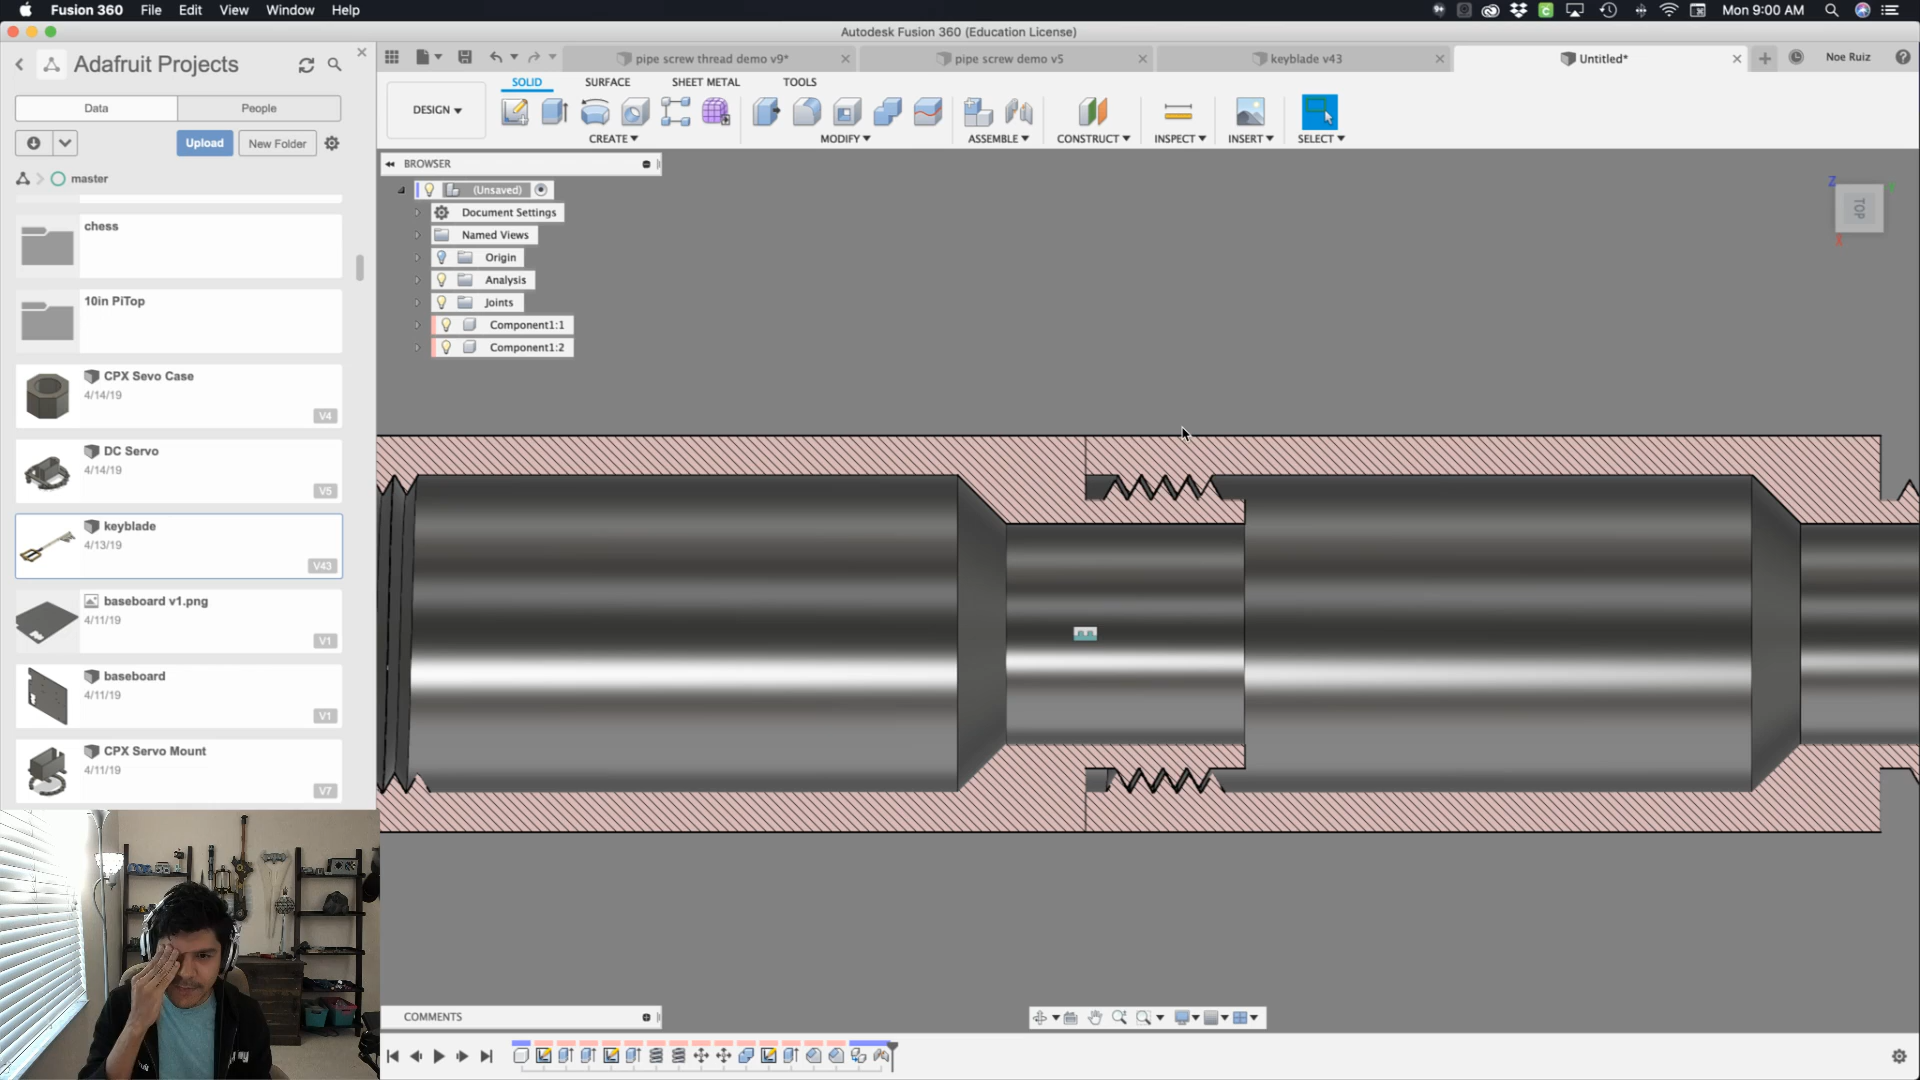 Fusion 360 File Edit View Window Help Mon 9:00 AM
Autodesk Fusion 360 (Education License)
Adafruit Projects
pipe screw thread demo v9* pipe screw demo v5 keyblade v43 Untitled* Noe Ruiz
SOLID SURFACE SHEET METAL TOOLS
Data People
DESIGN
CREATE MODIFY ASSEMBLE CONSTRUCT INSPECT INSERT SELECT
Upload New Folder
master
BROWSER
(Unsaved)
Document Settings
Named Views
Origin
Analysis
Joints
Component1:1
Component1:2
Z
TOP
X
chess
10in PiTop
CPX Sevo Case
4/14/19
V4
DC Servo
4/14/19
V5
keyblade
4/13/19
V43
baseboard v1.png
4/11/19
V1
baseboard
4/11/19
V1
CPX Servo Mount
4/11/19
V7
COMMENTS